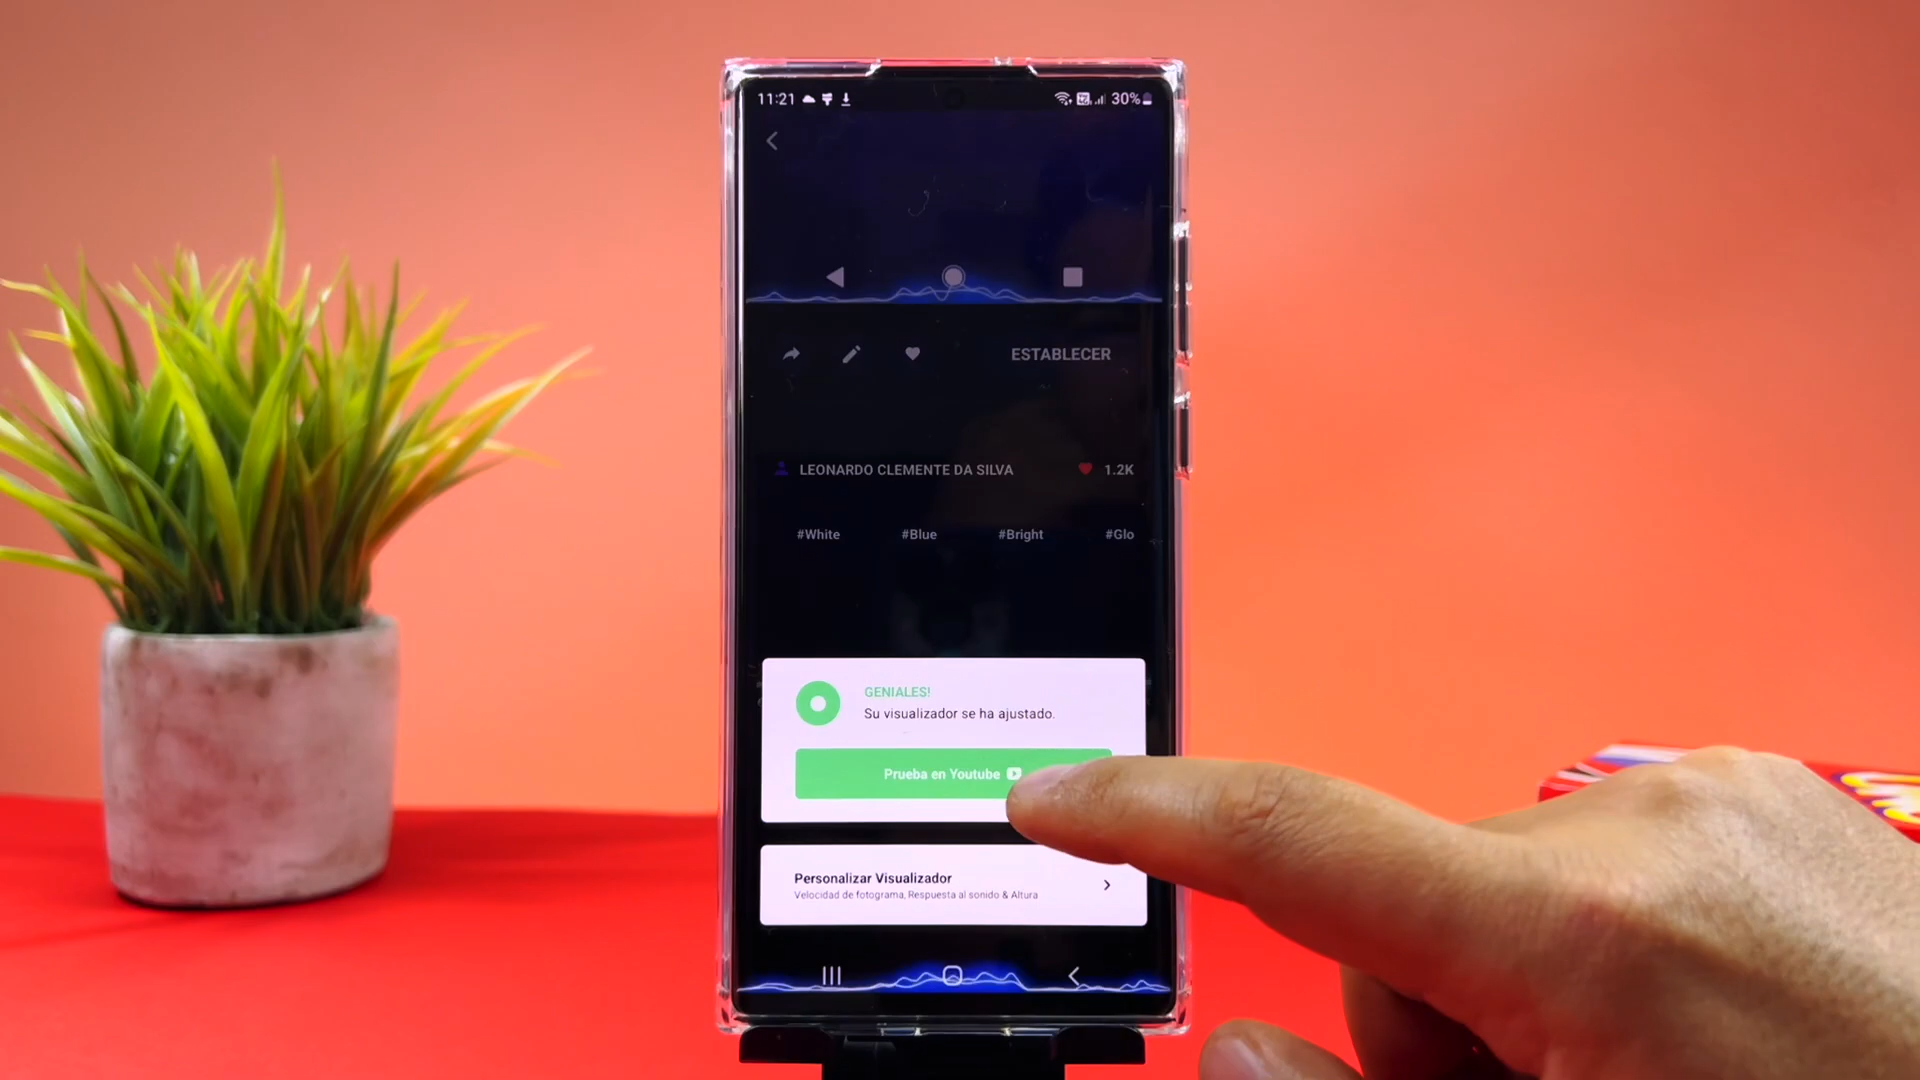 11:21
30%
ESTABLECER
LEONARDO CLEMENTE DA SILVA
1.2K
#White #Blue #Bright #Glo
GENIALES!
Su visualizador se ha ajustado.
Prueba en Youtube
Personalizar Visualizador
Velocidad de fotograma, Respuesta al sonido & Altura